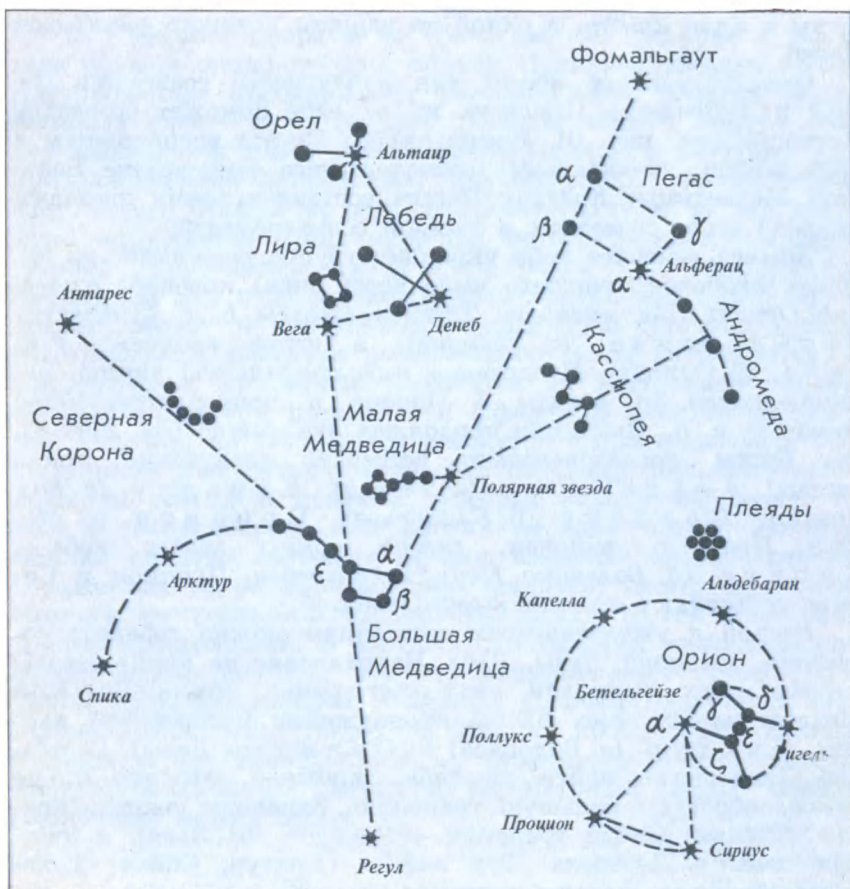 Фомальгаут
Орел
Альтаир
α
Пегас
Лебедь
β
γ
Лира
Альферац
α
Антарес
Вега
Денеб
Кассиопея
Андромеда
Северная
Корона
Малая
Медведица
Полярная звезда
Плеяды
Арктур
ε
α
β
Капелла
Альдебаран
Большая
Медведица
Орион
Спика
Бетельгейзе
γ
δ
α
ε
Поллукс
ζ
Ригель
Процион
Регул
Сириус